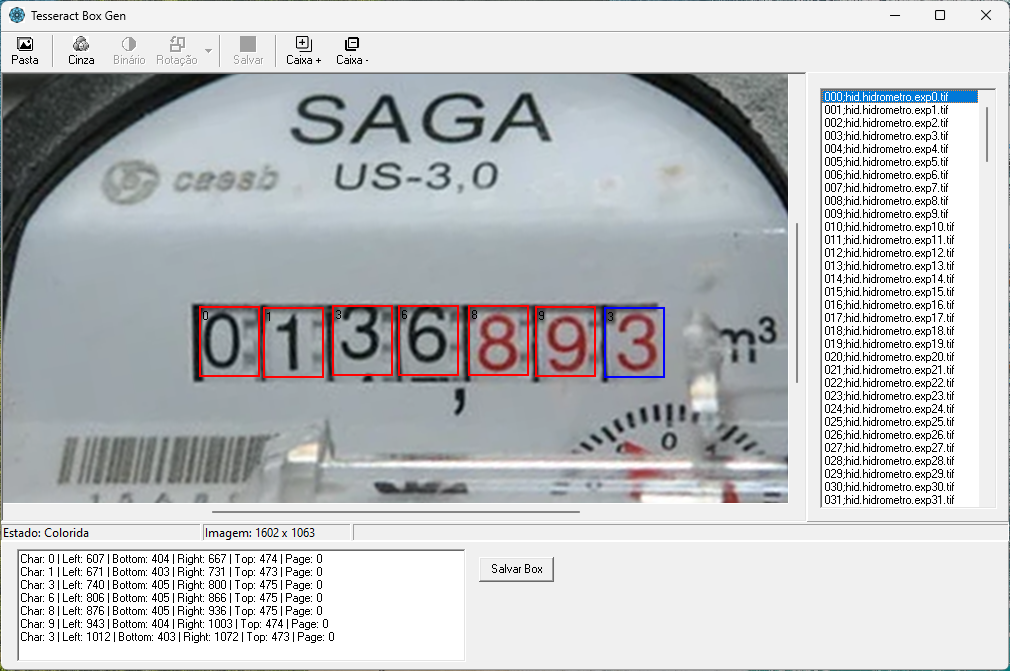 Tesseract Box Gen
Pasta Cinza Binário Rotação Salvar Caixa + Caixa -
SAGA
US-3,0
caesb
0 1 3 6 8 9 3
0136893
m³
,
0
1
000;hid.hidrometro.exp0.tif
001;hid.hidrometro.exp1.tif
002;hid.hidrometro.exp2.tif
003;hid.hidrometro.exp3.tif
004;hid.hidrometro.exp4.tif
005;hid.hidrometro.exp5.tif
006;hid.hidrometro.exp6.tif
007;hid.hidrometro.exp7.tif
008;hid.hidrometro.exp8.tif
009;hid.hidrometro.exp9.tif
010;hid.hidrometro.exp10.tif
011;hid.hidrometro.exp11.tif
012;hid.hidrometro.exp12.tif
013;hid.hidrometro.exp13.tif
014;hid.hidrometro.exp14.tif
015;hid.hidrometro.exp15.tif
016;hid.hidrometro.exp16.tif
017;hid.hidrometro.exp17.tif
018;hid.hidrometro.exp18.tif
019;hid.hidrometro.exp19.tif
020;hid.hidrometro.exp20.tif
021;hid.hidrometro.exp21.tif
022;hid.hidrometro.exp22.tif
023;hid.hidrometro.exp23.tif
024;hid.hidrometro.exp24.tif
025;hid.hidrometro.exp25.tif
026;hid.hidrometro.exp26.tif
027;hid.hidrometro.exp27.tif
028;hid.hidrometro.exp28.tif
029;hid.hidrometro.exp29.tif
030;hid.hidrometro.exp30.tif
031;hid.hidrometro.exp31.tif
Estado: Colorida
Imagem: 1602 x 1063
Char: 0 | Left: 607 | Bottom: 404 | Right: 667 | Top: 474 | Page: 0
Char: 1 | Left: 671 | Bottom: 403 | Right: 731 | Top: 473 | Page: 0
Char: 3 | Left: 740 | Bottom: 405 | Right: 800 | Top: 475 | Page: 0
Char: 6 | Left: 806 | Bottom: 405 | Right: 866 | Top: 475 | Page: 0
Char: 8 | Left: 876 | Bottom: 405 | Right: 936 | Top: 475 | Page: 0
Char: 9 | Left: 943 | Bottom: 404 | Right: 1003 | Top: 474 | Page: 0
Char: 3 | Left: 1012 | Bottom: 403 | Right: 1072 | Top: 473 | Page: 0
Salvar Box